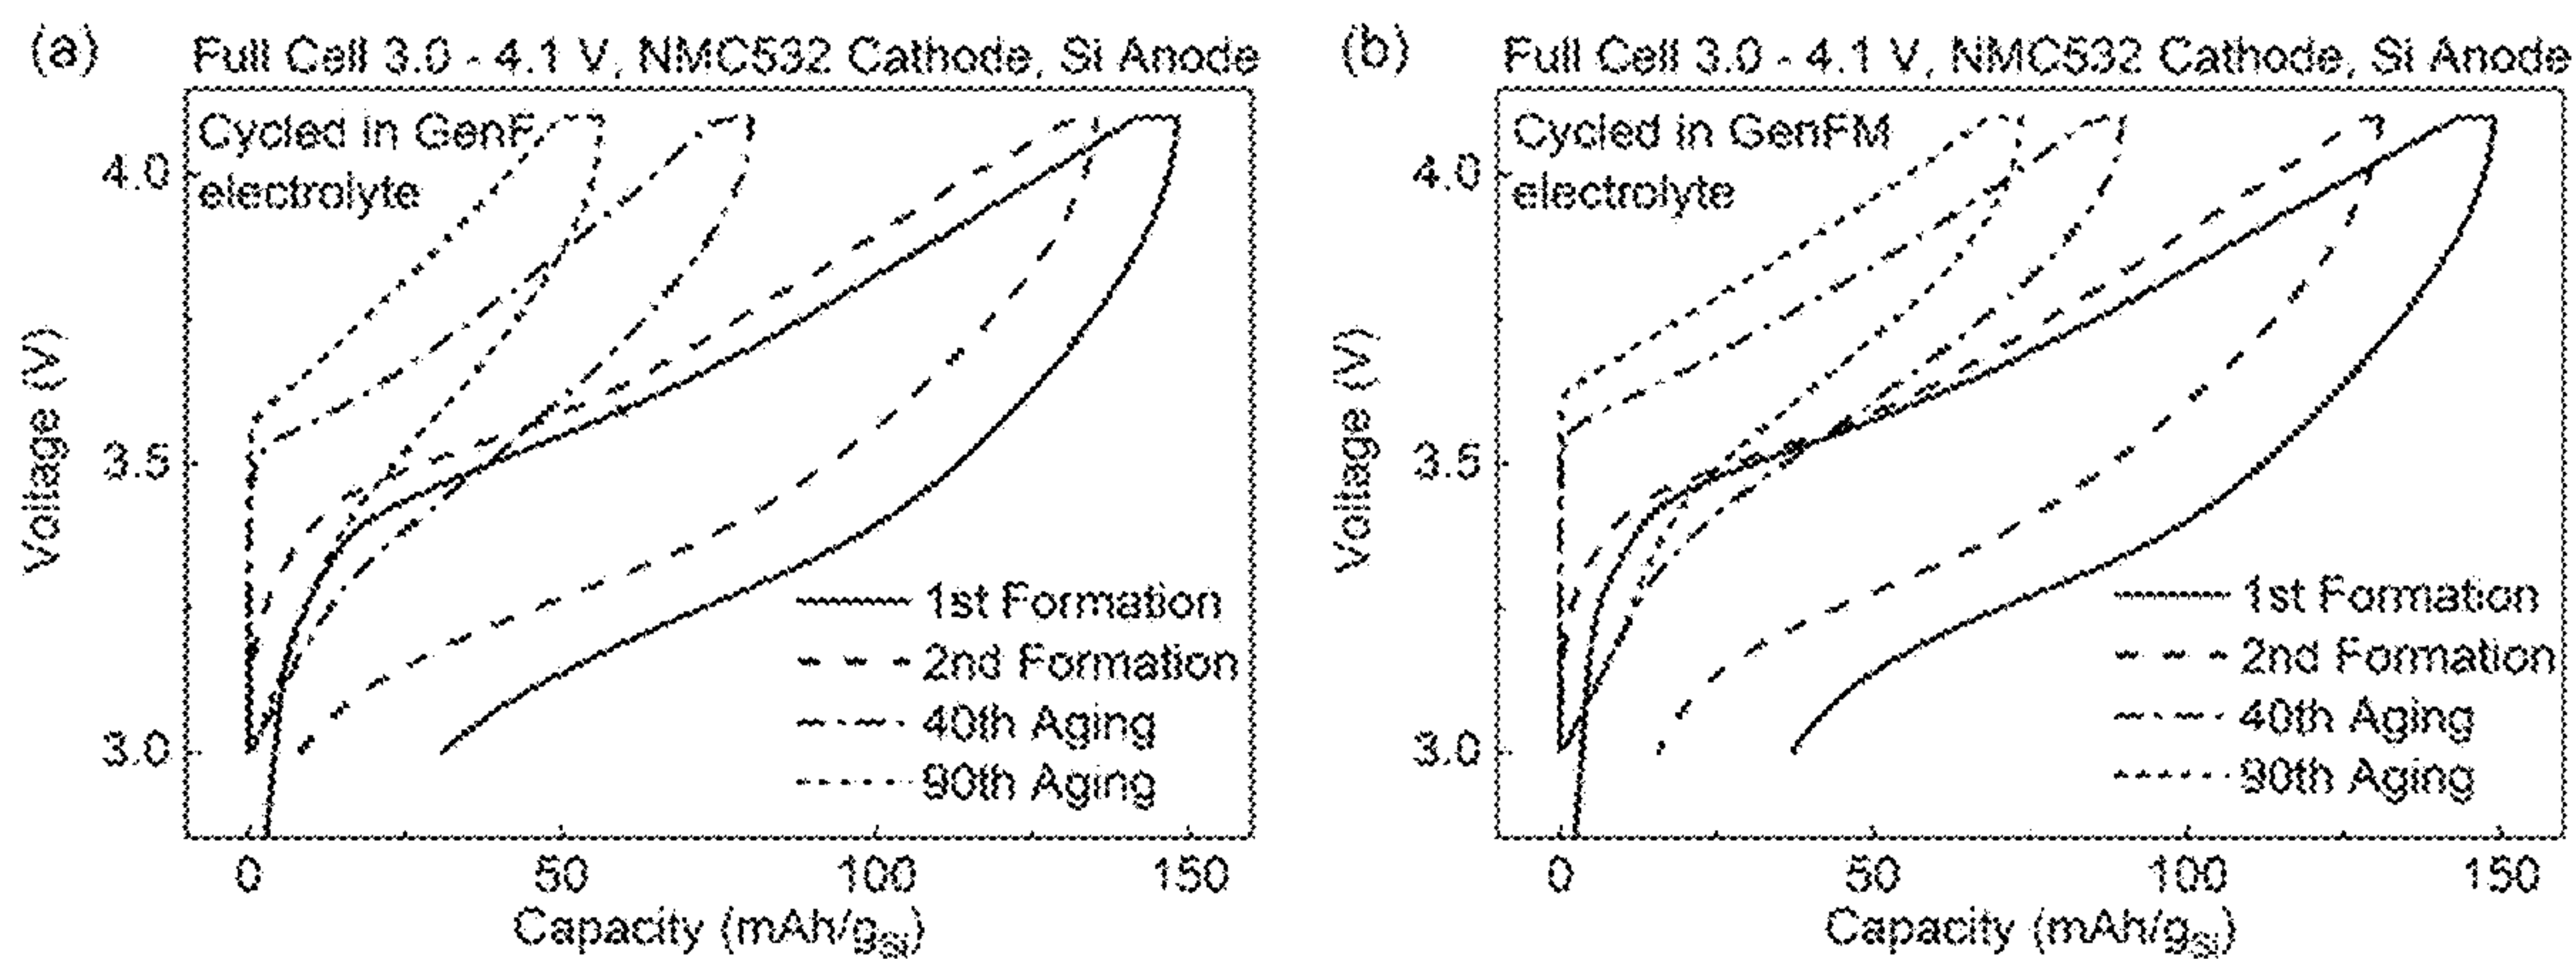 (a)
Full Cell 3.0 - 4.1 V, NMC532 Cathode, Si Anode
Cycled in GenF
electrolyte
4.0
3.5
3.0
Voltage (V)
1st Formation
2nd Formation
40th Aging
90th Aging
0 50 100 150
Capacity (mAh/gSi)
(b)
Full Cell 3.0 - 4.1 V, NMC532 Cathode, Si Anode
Cycled in GenFM
electrolyte
4.0
3.5
3.0
Voltage (V)
1st Formation
2nd Formation
40th Aging
90th Aging
0 50 100 150
Capacity (mAh/gSi)